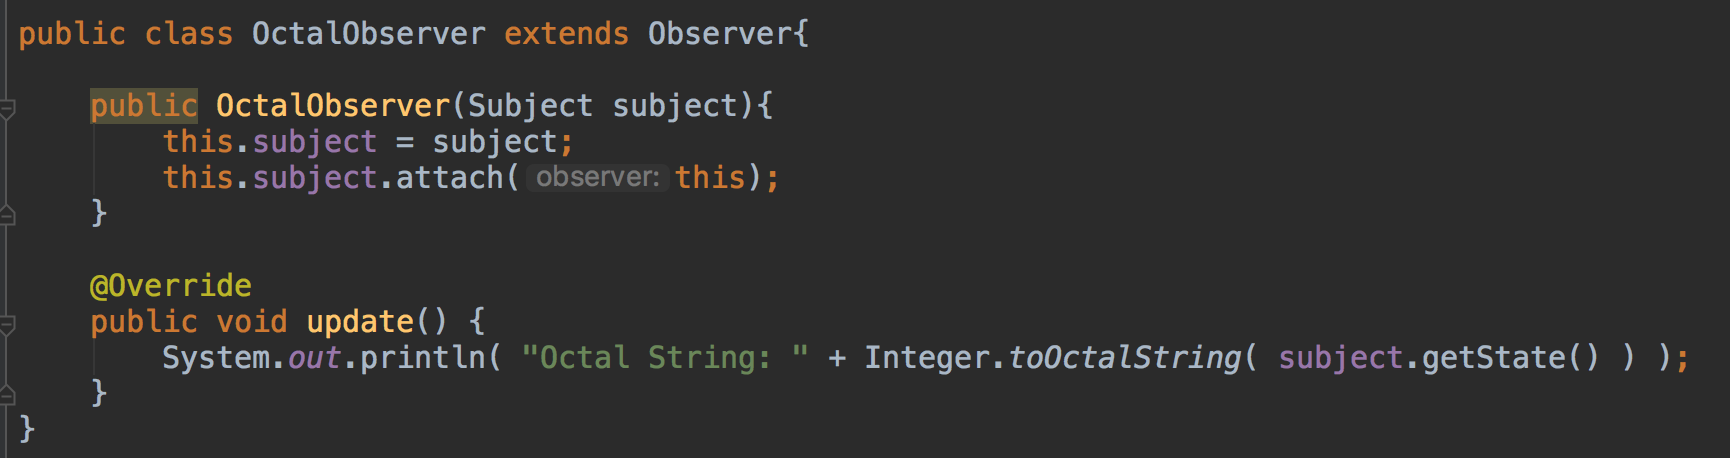 public class OctalObserver extends Observer{
public OctalObserver(Subject subject){
this.subject = subject;
this.subject.attach( observer: this);
}
@Override
public void update() {
System.out.println( "Octal String: " + Integer.toOctalString( subject.getState() ) );
}
}